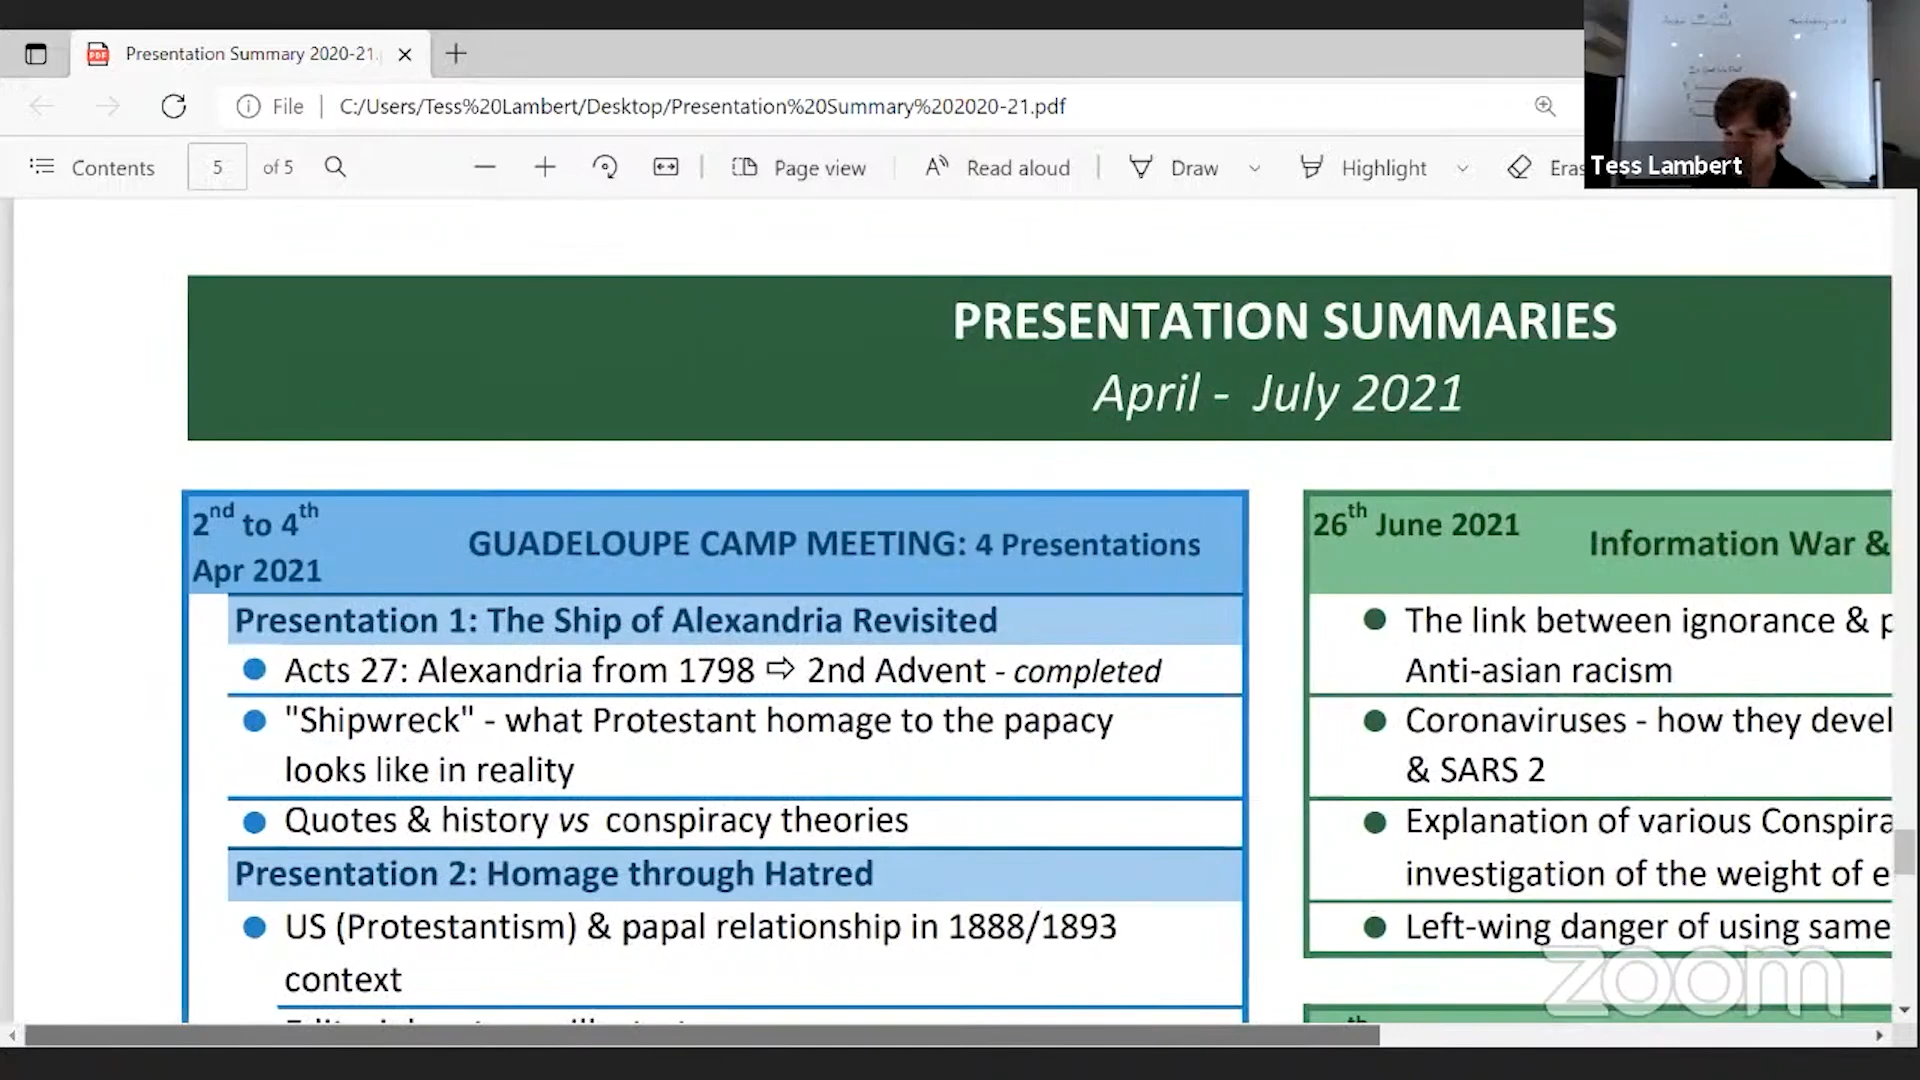 Presentation Summary 2020-21.
File
C:/Users/Tess%20Lambert/Desktop/Presentation%20Summary%202020-21.pdf
Contents
5
of 5
Page view
Read aloud
Draw
Highlight
Eras
Tess Lambert
PRESENTATION SUMMARIES
April - July 2021
2nd to 4th
Apr 2021
GUADELOUPE CAMP MEETING: 4 Presentations
Presentation 1: The Ship of Alexandria Revisited
Acts 27: Alexandria from 1798 ⇨ 2nd Advent - completed
"Shipwreck" - what Protestant homage to the papacy
looks like in reality
Quotes & history vs conspiracy theories
Presentation 2: Homage through Hatred
US (Protestantism) & papal relationship in 1888/1893
context
26th June 2021
Information War &
The link between ignorance & p
Anti-asian racism
Coronaviruses - how they devel
& SARS 2
Explanation of various Conspira
investigation of the weight of e
Left-wing danger of using same
zoom